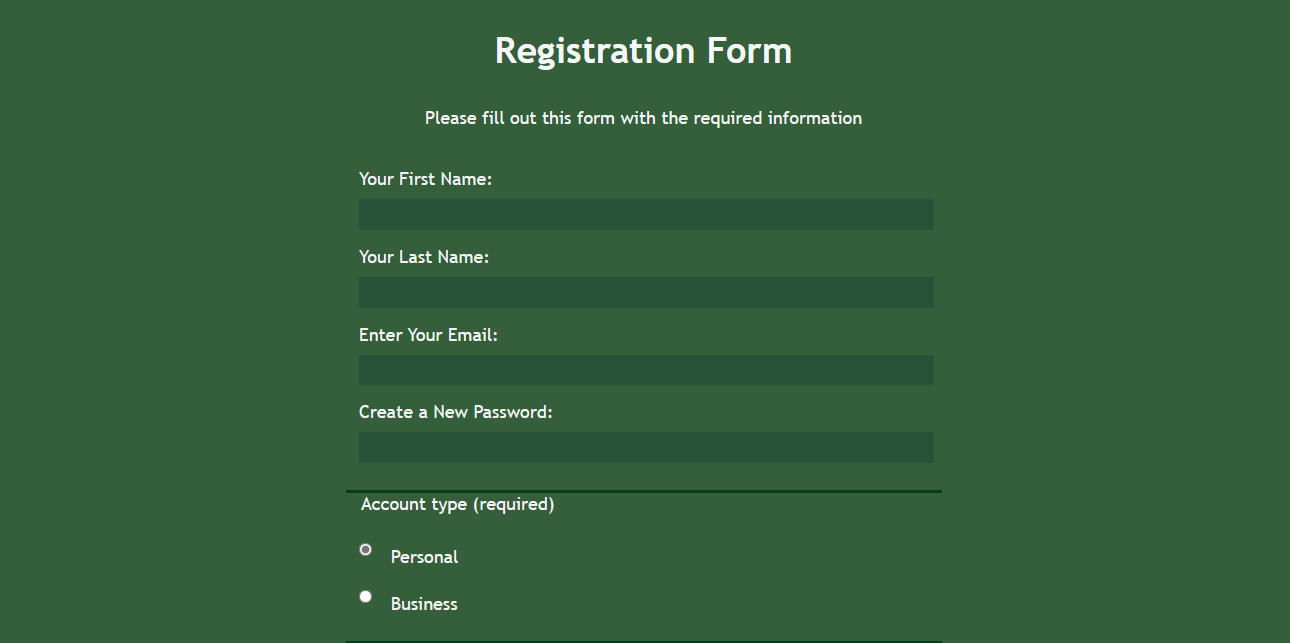 Registration Form
Please fill out this form with the required information
Your First Name:
Your Last Name:
Enter Your Email:
Create a New Password:
Account type (required)
Personal
Business